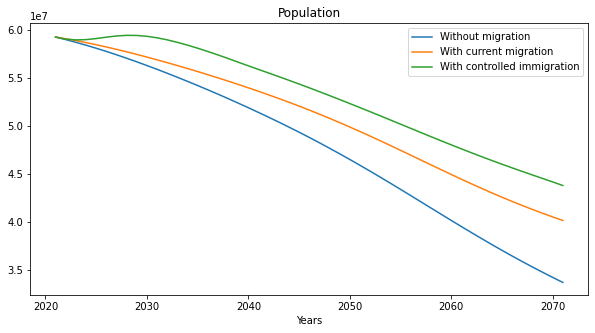 Population
1e7
Without migration
With current migration
With controlled immigration
6.0
5.5
5.0
4.5
4.0
3.5
2020 2030 2040 2050 2060 2070
Years